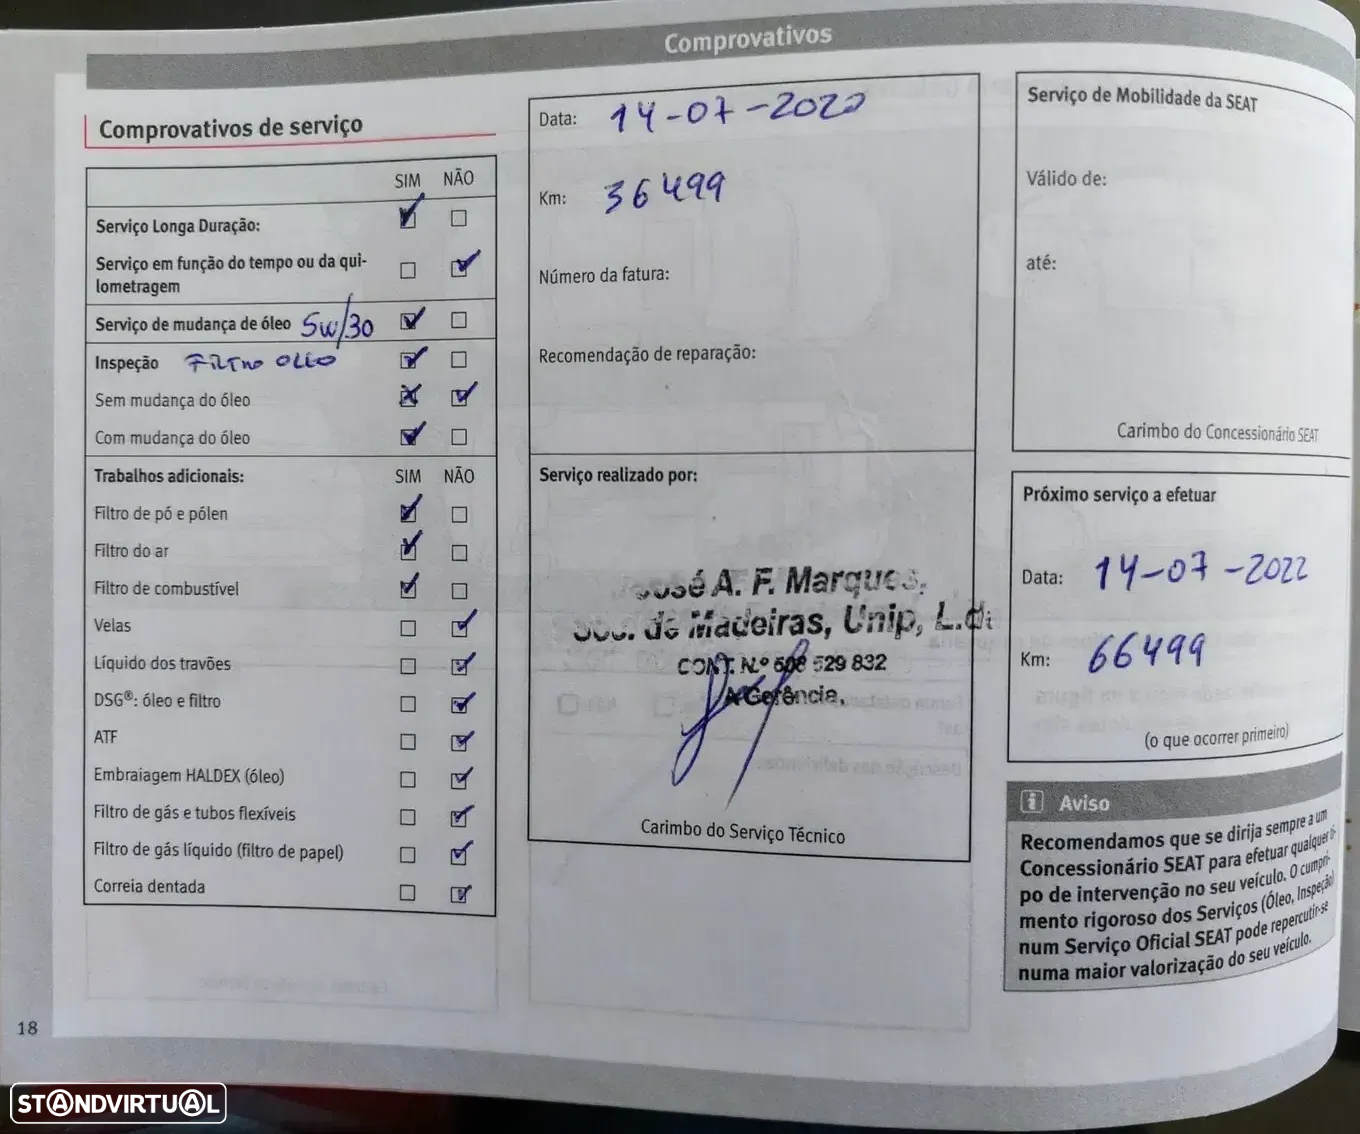 Comprovativos
Comprovativos de serviço
SIM NÃO
Serviço Longa Duração:
Serviço em função do tempo ou da qui-
lometragem
Serviço de mudança de óleo 5W/30
Inspeção FILTRO OLEO
Sem mudança do óleo
Com mudança do óleo
Trabalhos adicionais: SIM NÃO
Filtro de pó e pólen
Filtro do ar
Filtro de combustível
Velas
Líquido dos travões
DSG®: óleo e filtro
ATF
Embraiagem HALDEX (óleo)
Filtro de gás e tubos flexíveis
Filtro de gás líquido (filtro de papel)
Correia dentada
18
Data: 14-07-2020
Km: 36499
Número da fatura:
Recomendação de reparação:
Serviço realizado por:
José A. F. Marques,
de Madeiras, Unip, L.da
CONT. N.º 508 529 832
A Gerência,
Carimbo do Serviço Técnico
Serviço de Mobilidade da SEAT
Válido de:
até:
Carimbo do Concessionário SEAT
Próximo serviço a efetuar
Data: 14-07-2022
Km: 66499
(o que ocorrer primeiro)
i Aviso
Recomendamos que se dirija sempre a um
Concessionário SEAT para efetuar qualquer ti-
po de intervenção no seu veículo. O cumpri-
mento rigoroso dos Serviços (Óleo, Inspeção)
num Serviço Oficial SEAT pode repercutir-se
numa maior valorização do seu veículo.
STANDVIRTUAL